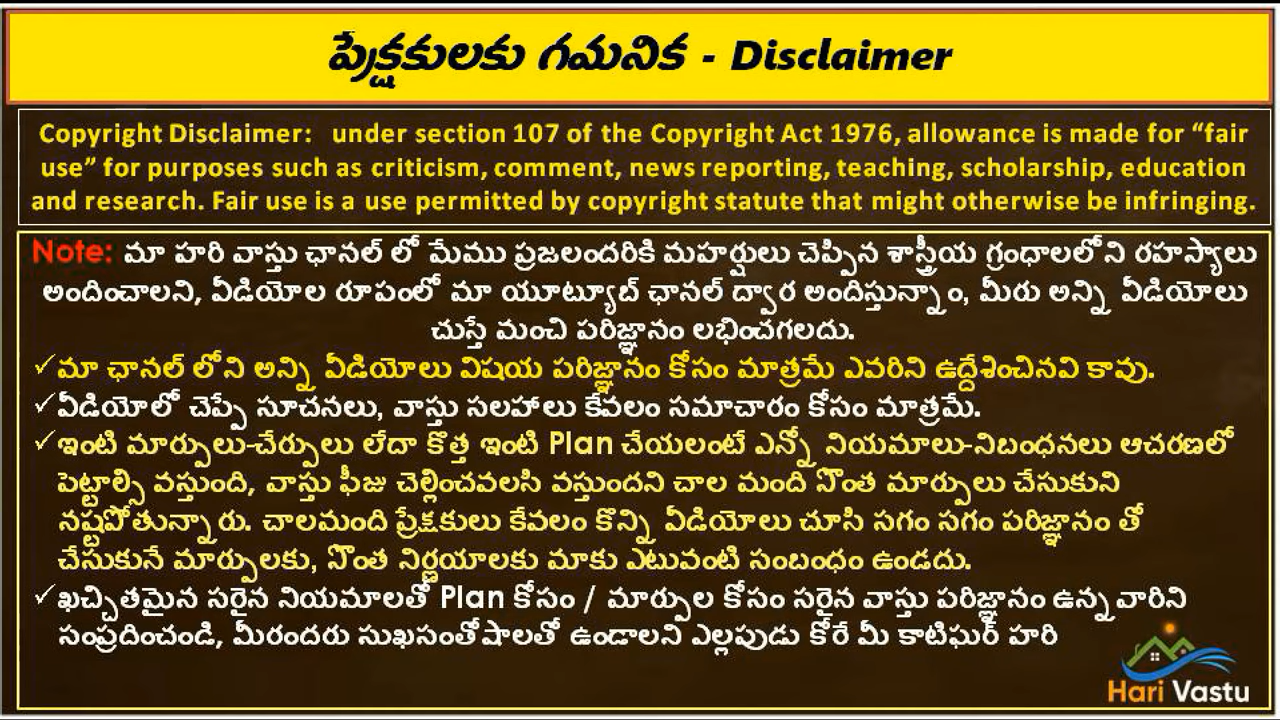 ప్రేక్షకులకు గమనిక - Disclaimer
Copyright Disclaimer: under section 107 of the Copyright Act 1976, allowance is made for “fair
use” for purposes such as criticism, comment, news reporting, teaching, scholarship, education
and research. Fair use is a use permitted by copyright statute that might otherwise be infringing.
Note: మా హరి వాస్తు ఛానల్ లో మేము ప్రజలందరికి మహర్షులు చెప్పిన శాస్త్రీయ గ్రంధాలలోని రహస్యాలు
అందించాలని, వీడియోల రూపంలో మా యూట్యూబ్ ఛానల్ ద్వార అందిస్తున్నాం, మీరు అన్ని వీడియోలు
చుస్తే మంచి పరిజ్ఞానం లభించగలదు.
✓మా ఛానల్ లోని అన్ని వీడియోలు విషయ పరిజ్ఞానం కోసం మాత్రమే ఎవరిని ఉద్దేశించినవి కావు.
✓వీడియోలో చెప్పే సూచనలు, వాస్తు సలహాలు కేవలం సమాచారం కోసం మాత్రమే.
✓ఇంటి మార్పులు-చేర్పులు లేదా కొత్త ఇంటి Plan చేయలంటే ఎన్నో నియమాలు-నిబంధనలు ఆచరణలో
పెట్టాల్సి వస్తుంది, వాస్తు ఫీజు చెల్లించవలసి వస్తుందని చాల మంది సొంత మార్పులు చేసుకుని
నష్టపోతున్నారు. చాలమంది ప్రేక్షకులు కేవలం కొన్ని వీడియోలు చూసి సగం సగం పరిజ్ఞానం తో
చేసుకునే మార్పులకు, సొంత నిర్ణయాలకు మాకు ఎటువంటి సంబంధం ఉండదు.
✓ఖచ్చితమైన సరైన నియమాలతో Plan కోసం / మార్పుల కోసం సరైన వాస్తు పరిజ్ఞానం ఉన్నవారిని
సంప్రదించండి, మీరందరు సుఖసంతోషాలతో ఉండాలని ఎల్లపుడు కోరే మీ కాటిఘర్ హరి
Hari Vastu